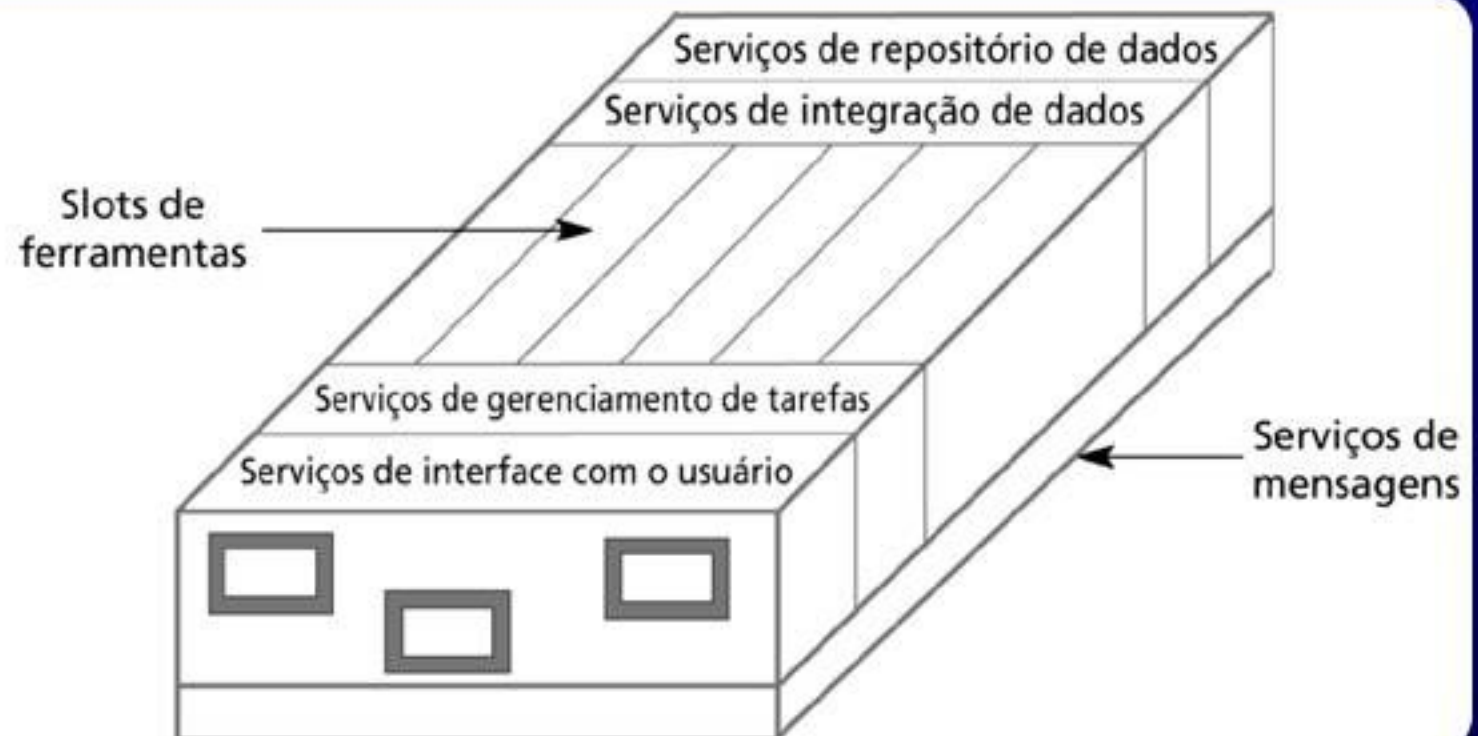 Serviços de repositório de dados
Serviços de integração de dados
Slots de
ferramentas
Serviços de gerenciamento de tarefas
Serviços de interface com o usuário
Serviços de
mensagens